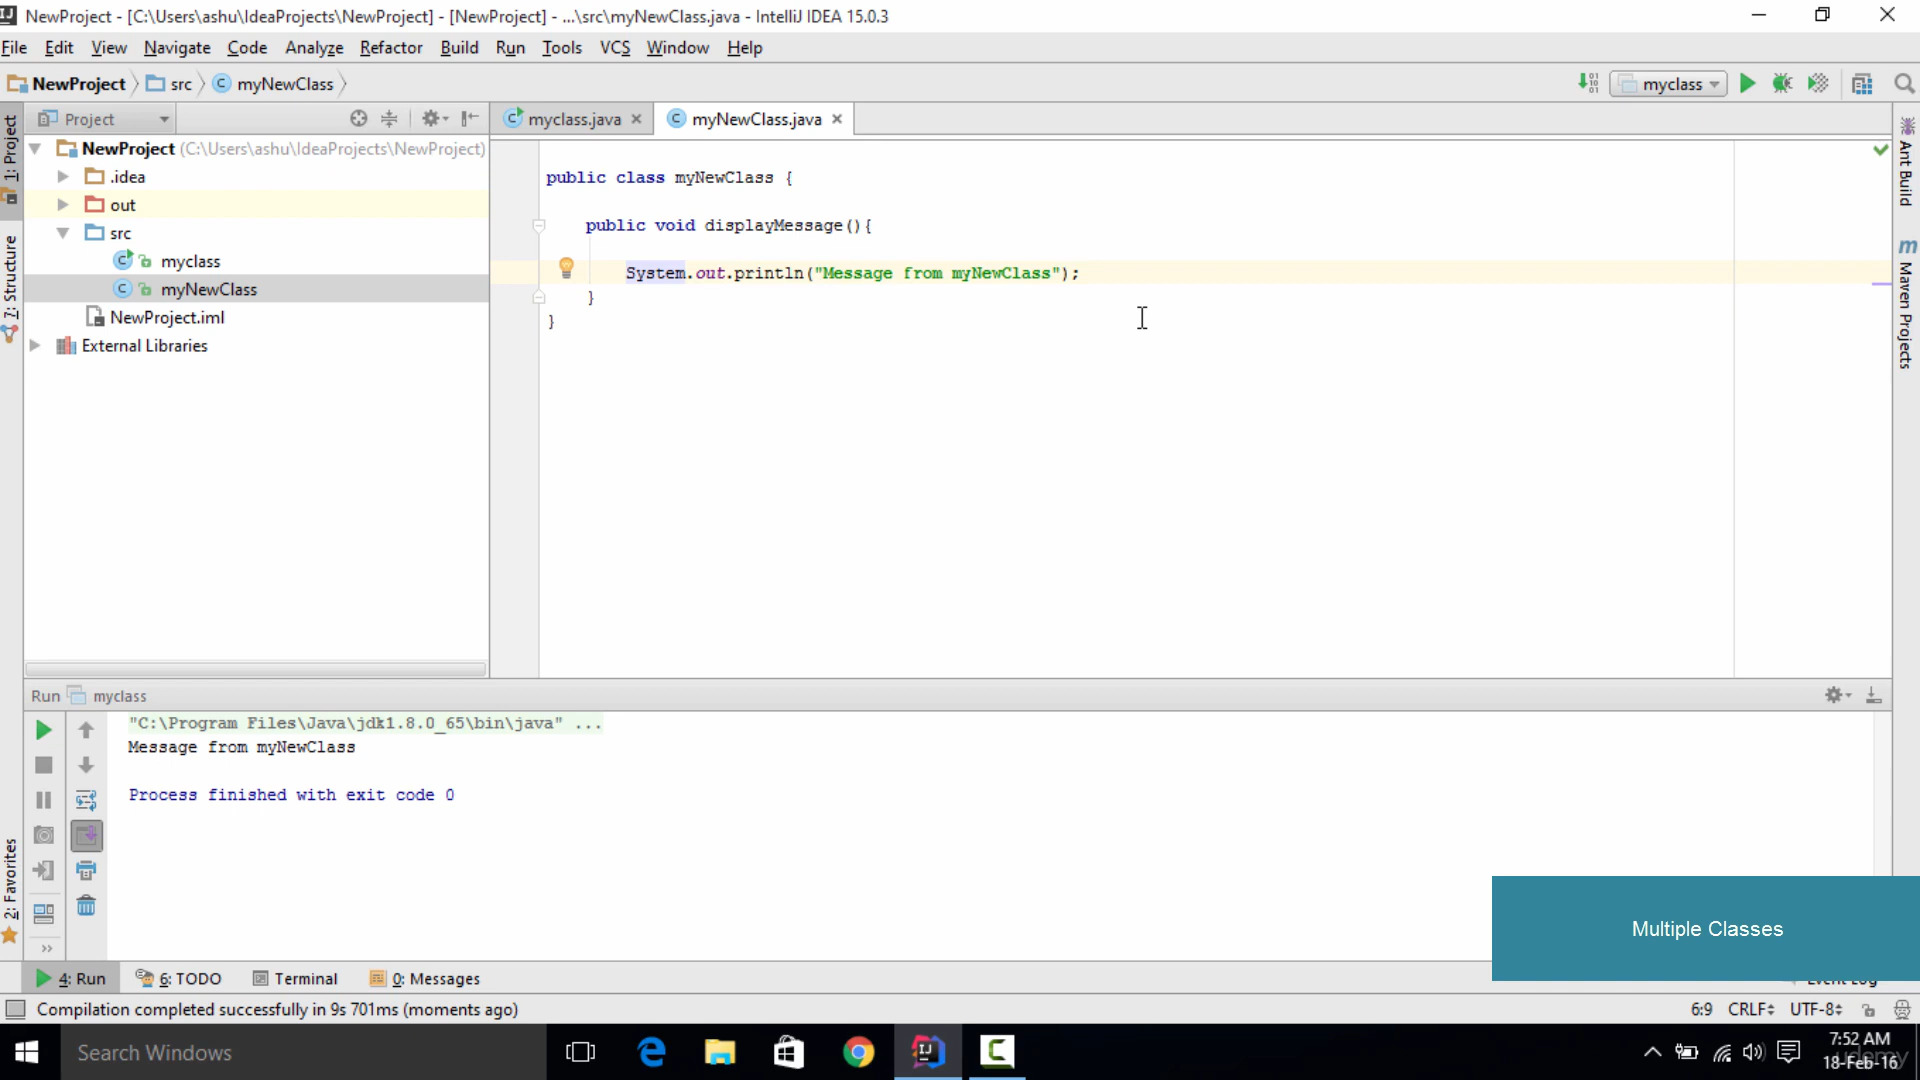 NewProject - [C:\Users\ashu\IdeaProjects\NewProject] - [NewProject] - ...\src\myNewClass.java - IntelliJ IDEA 15.0.3
File Edit View Navigate Code Analyze Refactor Build Run Tools VCS Window Help
NewProject src myNewClass
myclass
Project
myclass.java
myNewClass.java
1: Project
7: Structure
2: Favorites
NewProject (C:\Users\ashu\IdeaProjects\NewProject)
.idea
out
src
myclass
myNewClass
NewProject.iml
External Libraries
public class myNewClass {
public void displayMessage(){
System.out.println("Message from myNewClass");
}
}
Ant Build
m Maven Projects
Run myclass
"C:\Program Files\Java\jdk1.8.0_65\bin\java" ...
Message from myNewClass
Process finished with exit code 0
Multiple Classes
4: Run 6: TODO Terminal 0: Messages
Event Log
Compilation completed successfully in 9s 701ms (moments ago)
6:9 CRLF UTF-8
Search Windows
7:52 AM
18-Feb-16
udemy